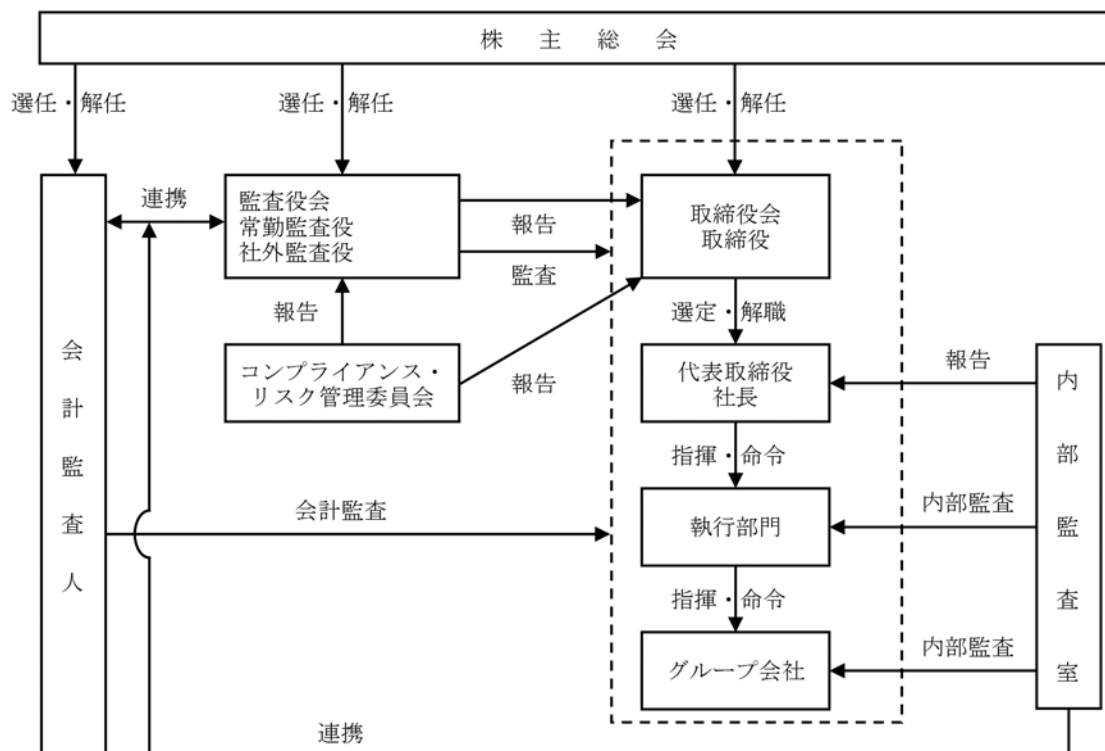 株主総会
選任・解任
選任・解任
選任・解任
連携
監査役会
常勤監査役
社外監査役
報告
監査
取締役会
取締役
報告
選定・解職
コンプライアンス・
リスク管理委員会
報告
代表取締役
社長
報告
会計監査人
内部監査室
指揮・命令
会計監査
執行部門
内部監査
指揮・命令
グループ会社
内部監査
連携